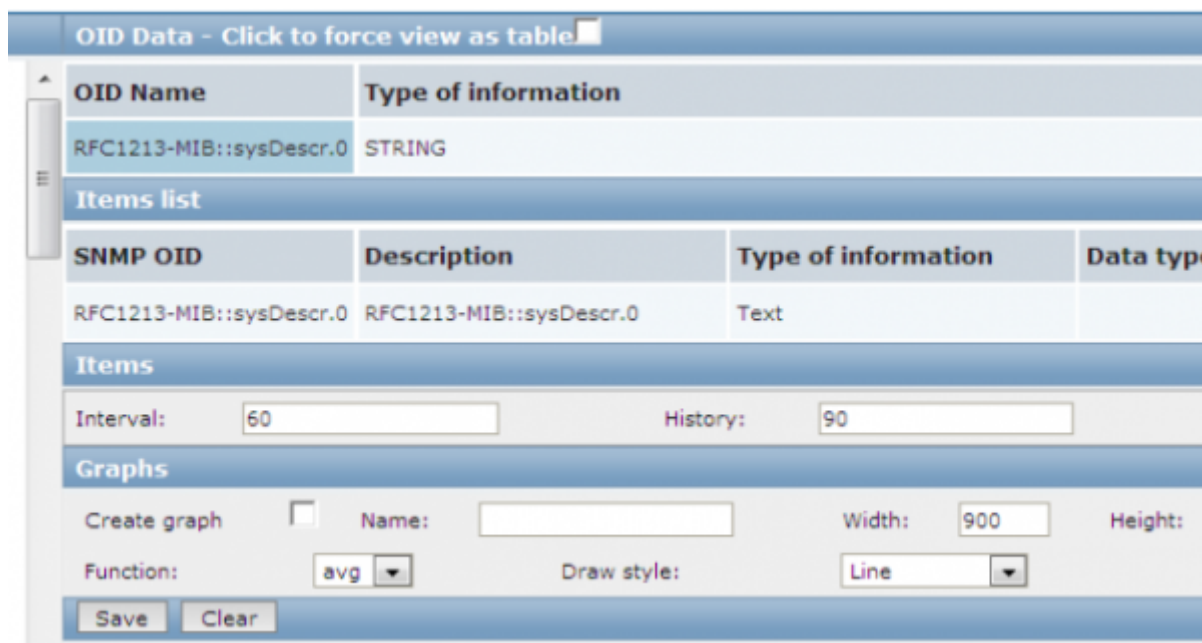 OID Data - Click to force view as table
OID Name Type of information
RFC1213-MIB::sysDescr.0 STRING
Items list
SNMP OID Description Type of information Data type
RFC1213-MIB::sysDescr.0 RFC1213-MIB::sysDescr.0 Text
Items
Interval: 60 History: 90
Graphs
Create graph Name: Width: 900 Height:
Function: avg Draw style: Line
Save Clear